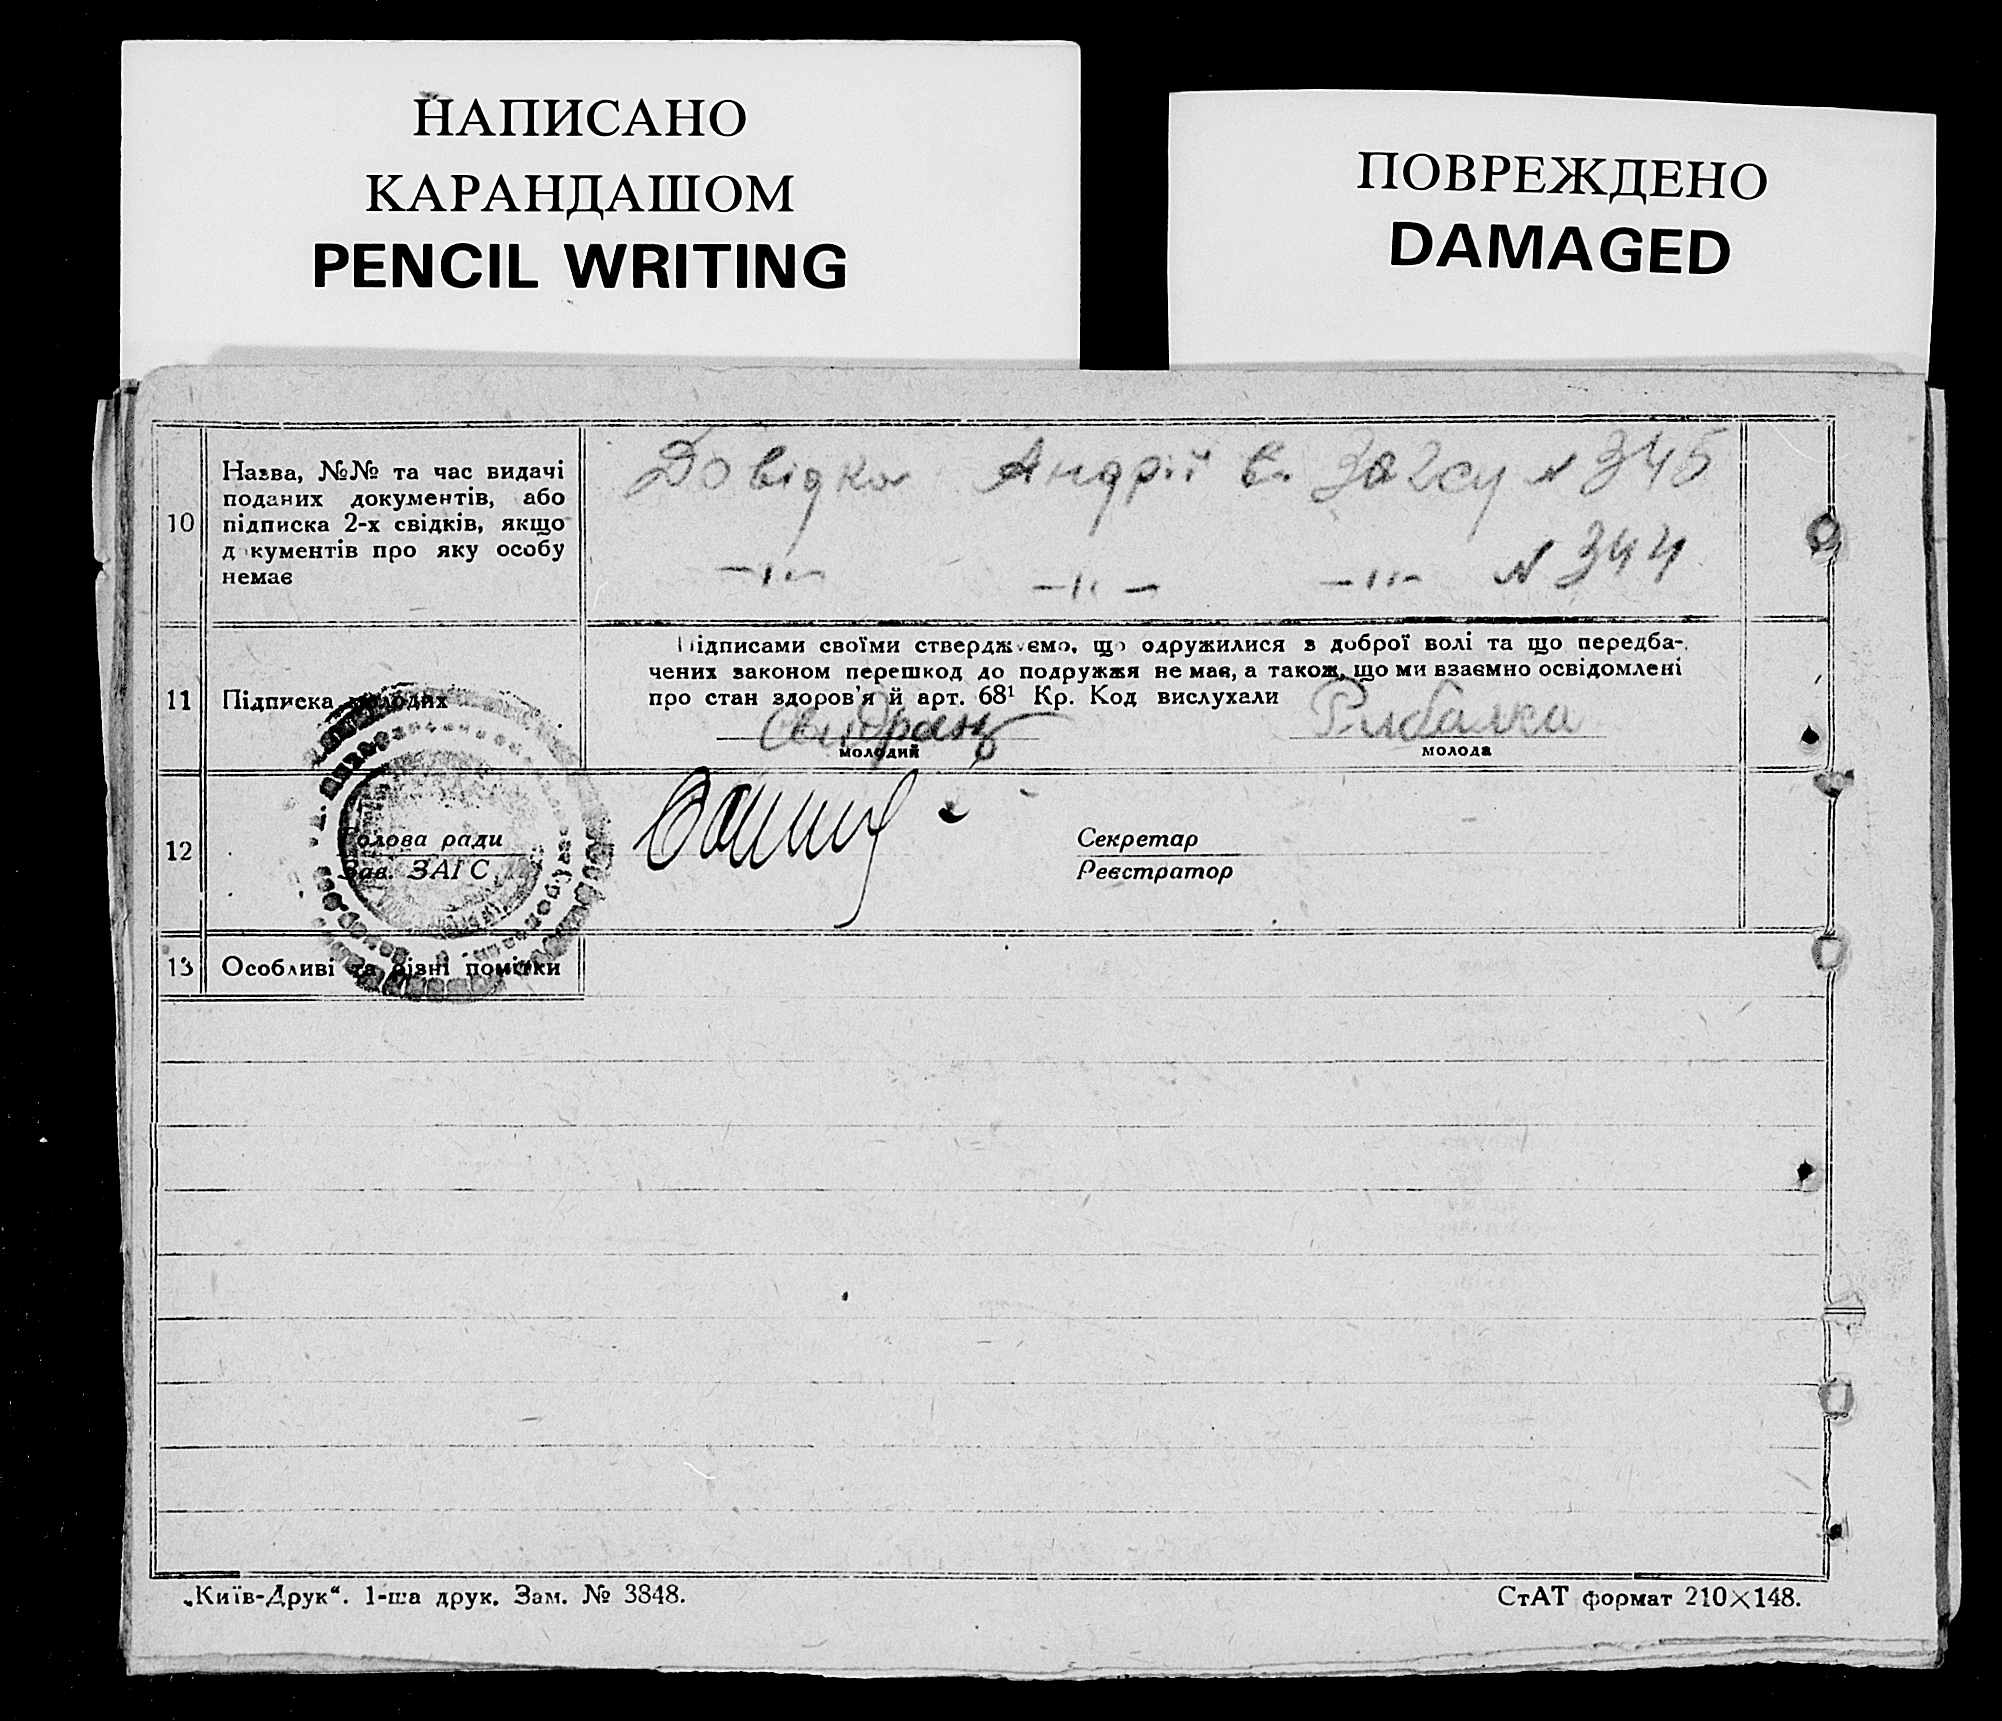 НАПИСАНО
КАРАНДАШОМ
PENCIL WRITING
ПОВРЕЖДЕНО
DAMAGED
10
Назва, №№ та час видачі
поданих документів, або
підписка 2-х свідків, якщо
д кументів про яку особу
немає
Довідка Андрії в. Загсу № 345
–〃– –〃– –〃– № 344
11
Підписка молодих
Підписами своїми стверджуємо, що одружилися з доброї волі та що передба-
чених законом перешкод до подружжя не має, а також, що ми взаємно освідомлені
про стан здоров'я й арт. 68¹ Кр. Код вислухали
Рибалка
молодий
молода
12
Голова ради
Зав. ЗАГС
Секретар
Реєстратор
13
Особливі та різні помітки
„Київ-Друк“. 1-ша друк. Зам. № 3848.
СтАТ формат 210×148.